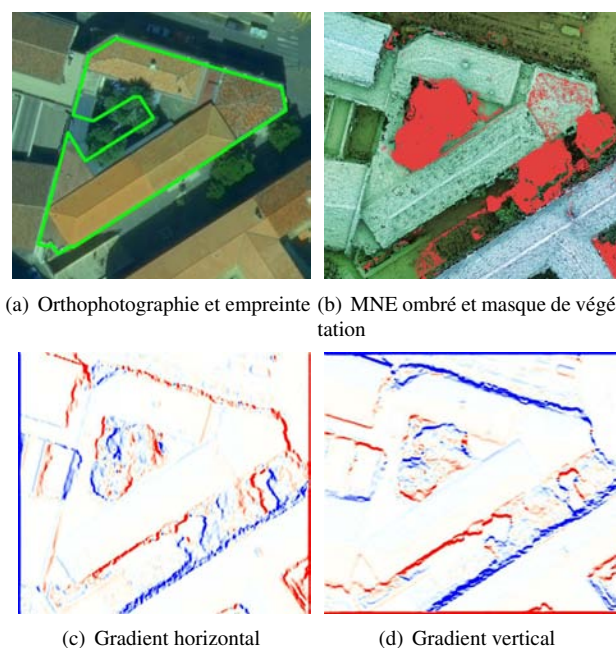 (a) Orthophotographie et empreinte
(b) MNE ombré et masque de végé
tation
(c) Gradient horizontal
(d) Gradient vertical